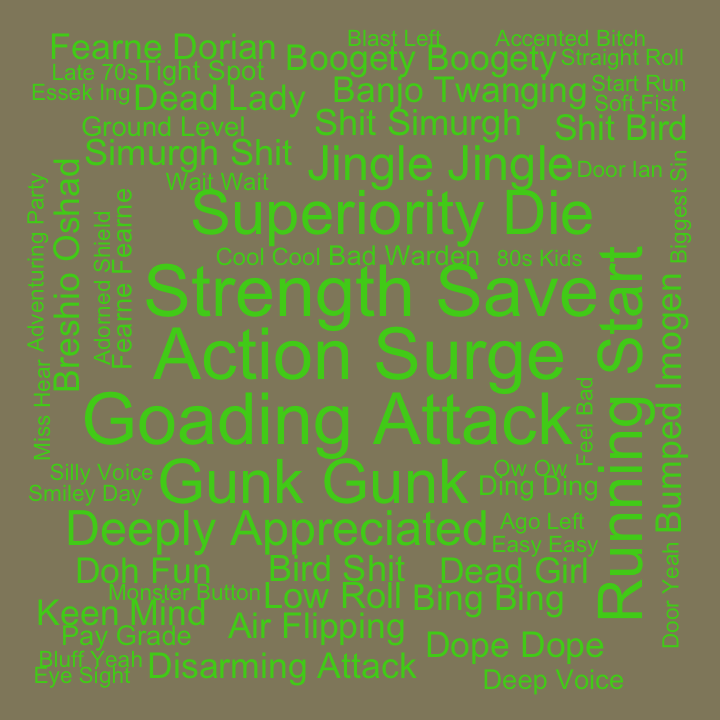 Blast Left
Accented Bitch
Fearne Dorian
Boogety Boogety
Straight Roll
Late 70s
Tight Spot
Essek Ing
Dead Lady
Banjo Twanging
Start Run
Soft Fist
Ground Level
Shit Simurgh
Shit Bird
Simurgh Shit
Jingle Jingle
Door Ian
Biggest Sin
Wait Wait
Superiority Die
Adventuring Party
Breshio Oshad
Adorned Shield
Fearne Fearne
Cool Cool
Bad Warden
80s Kids
Strength Save
Running Start
Bumped Imogen
Action Surge
Miss Hear
Goading Attack
Feel Bad
Silly Voice
Gunk Gunk
Ow Ow
Ding Ding
Smiley Day
Deeply Appreciated
Ago Left
Easy Easy
Door Yeah
Doh Fun
Bird Shit
Dead Girl
Monster Button
Low Roll
Bing Bing
Keen Mind
Air Flipping
Pay Grade
Dope Dope
Bluff Yeah
Disarming Attack
Eye Sight
Deep Voice